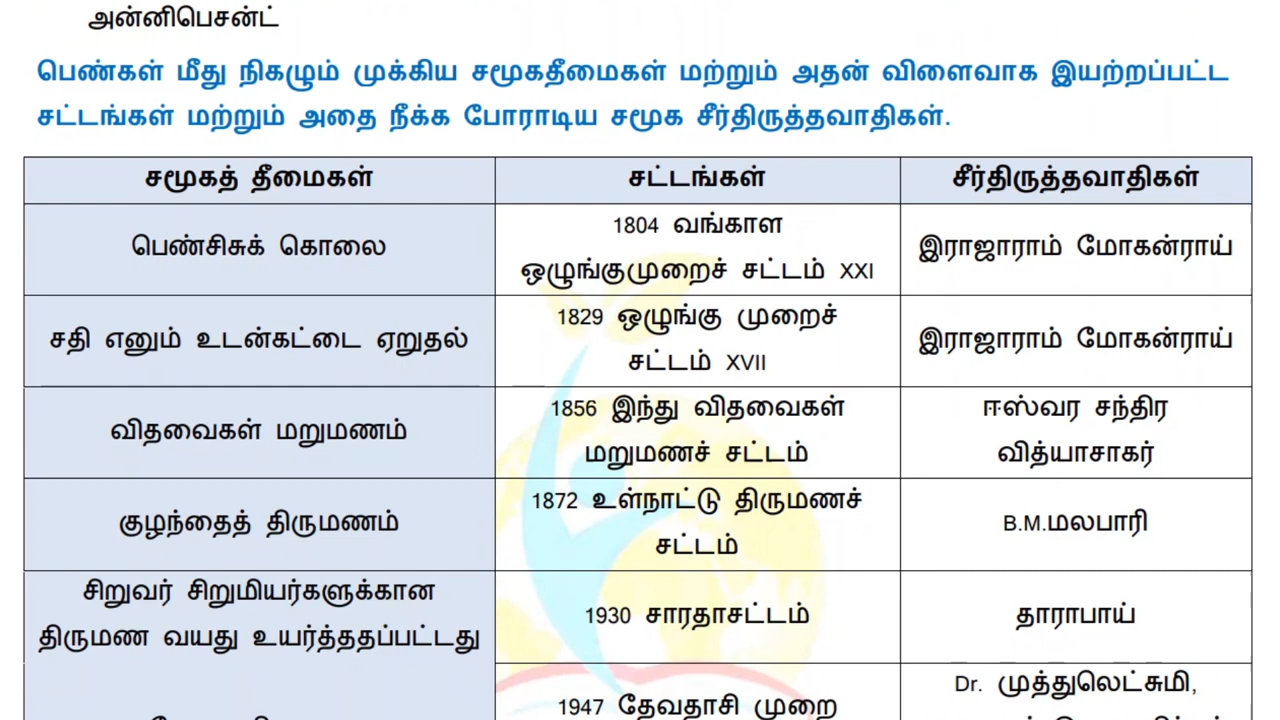 அன்னிபெசன்ட்
பெண்கள் மீது நிகழும் முக்கிய சமூகதீமைகள் மற்றும் அதன் விளைவாக இயற்றப்பட்ட
சட்டங்கள் மற்றும் அதை நீக்க போராடிய சமூக சீர்திருத்தவாதிகள்.
சமூகத் தீமைகள்
சட்டங்கள்
சீர்திருத்தவாதிகள்
பெண்சிசுக் கொலை
1804 வங்காள
ஒழுங்குமுறைச் சட்டம் XXI
இராஜாராம் மோகன்ராய்
சதி எனும் உடன்கட்டை ஏறுதல்
1829 ஒழுங்கு முறைச்
சட்டம் XVII
இராஜாராம் மோகன்ராய்
விதவைகள் மறுமணம்
1856 இந்து விதவைகள்
மறுமணச் சட்டம்
ஈஸ்வர சந்திர
வித்யாசாகர்
குழந்தைத் திருமணம்
1872 உள்நாட்டு திருமணச்
சட்டம்
B.M.மலபாரி
சிறுவர் சிறுமியர்களுக்கான
திருமண வயது உயர்த்ததப்பட்டது
1930 சாரதாசட்டம்
தாராபாய்
1947 தேவதாசி முறை
Dr. முத்துலெட்சுமி,